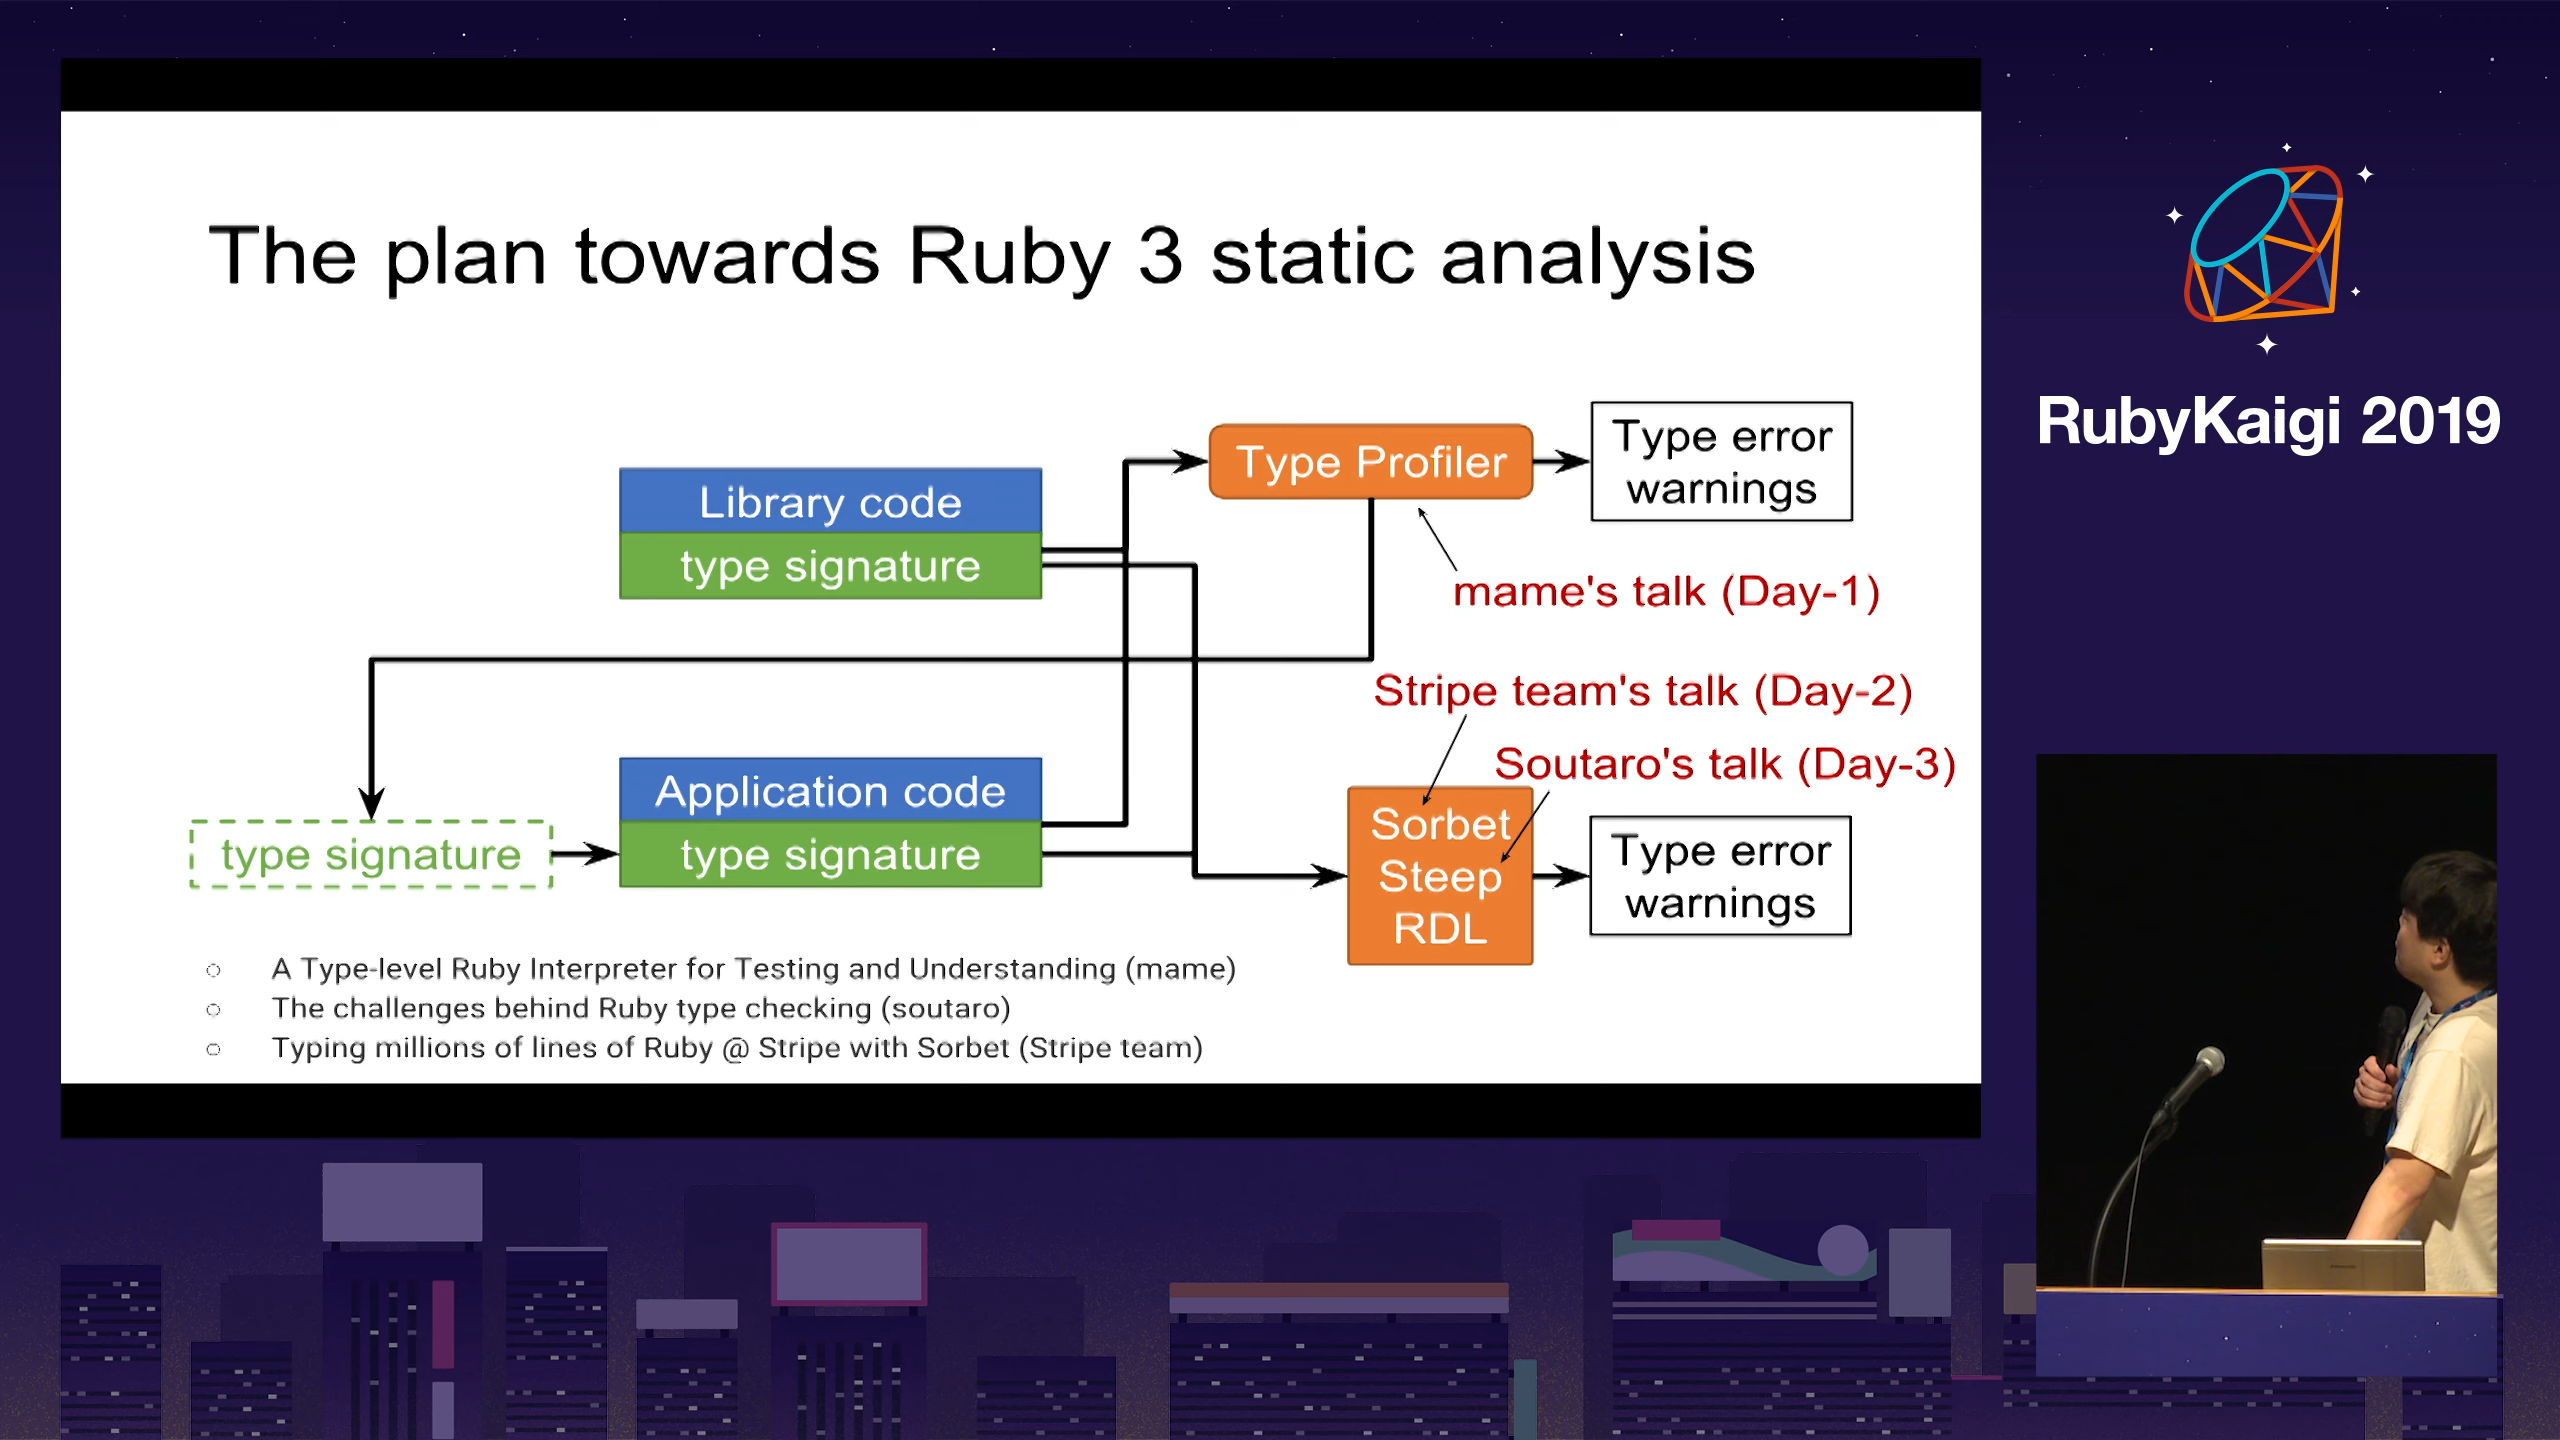 The plan towards Ruby 3 static analysis
Library code
type signature
Type Profiler
Type error
warnings
mame's talk (Day-1)
Stripe team's talk (Day-2)
Soutaro's talk (Day-3)
type signature
Application code
type signature
Sorbet
Steep
RDL
Type error
warnings
A Type-level Ruby Interpreter for Testing and Understanding (mame)
The challenges behind Ruby type checking (soutaro)
Typing millions of lines of Ruby @ Stripe with Sorbet (Stripe team)
RubyKaigi 2019